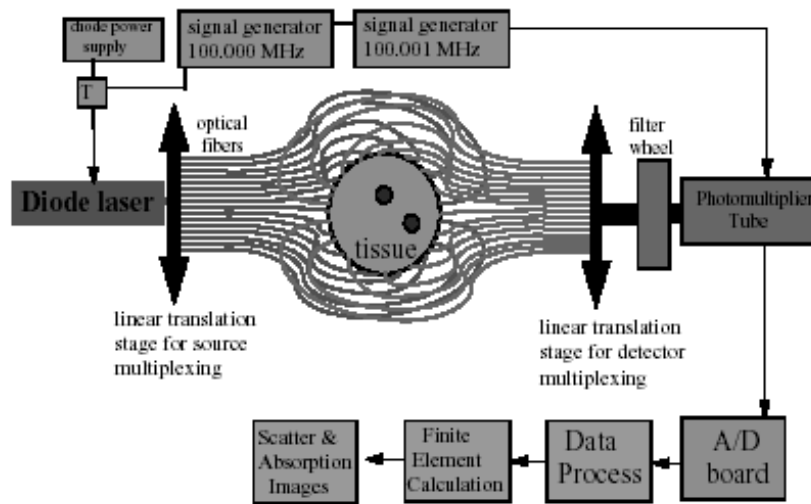 diode power
supply
signal generator
100.000 MHz
signal generator
100.001 MHz
T
optical
fibers
filter
wheel
Diode laser
tissue
Photomultiplier
Tube
linear translation
stage for source
multiplexing
linear translation
stage for detector
multiplexing
Scatter &
Absorption
Images
Finite
Element
Calculation
Data
Process
A/D
board